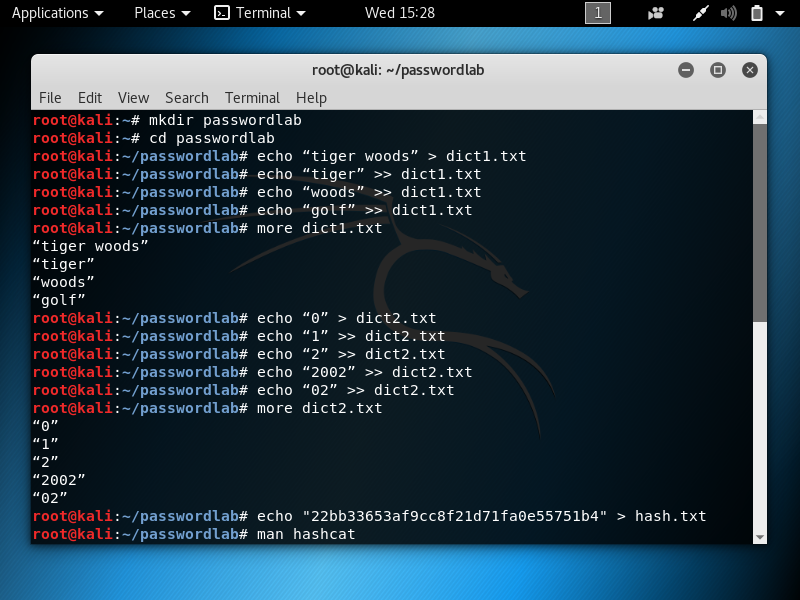 Applications Places Terminal Wed 15:28 1
root@kali: ~/passwordlab
File Edit View Search Terminal Help
root@kali:~# mkdir passwordlab
root@kali:~# cd passwordlab
root@kali:~/passwordlab# echo “tiger woods” > dict1.txt
root@kali:~/passwordlab# echo “tiger” >> dict1.txt
root@kali:~/passwordlab# echo “woods” >> dict1.txt
root@kali:~/passwordlab# echo “golf” >> dict1.txt
root@kali:~/passwordlab# more dict1.txt
“tiger woods”
“tiger”
“woods”
“golf”
root@kali:~/passwordlab# echo “0” > dict2.txt
root@kali:~/passwordlab# echo “1” >> dict2.txt
root@kali:~/passwordlab# echo “2” >> dict2.txt
root@kali:~/passwordlab# echo “2002” >> dict2.txt
root@kali:~/passwordlab# echo “02” >> dict2.txt
root@kali:~/passwordlab# more dict2.txt
“0”
“1”
“2”
“2002”
“02”
root@kali:~/passwordlab# echo "22bb33653af9cc8f21d71fa0e55751b4" > hash.txt
root@kali:~/passwordlab# man hashcat